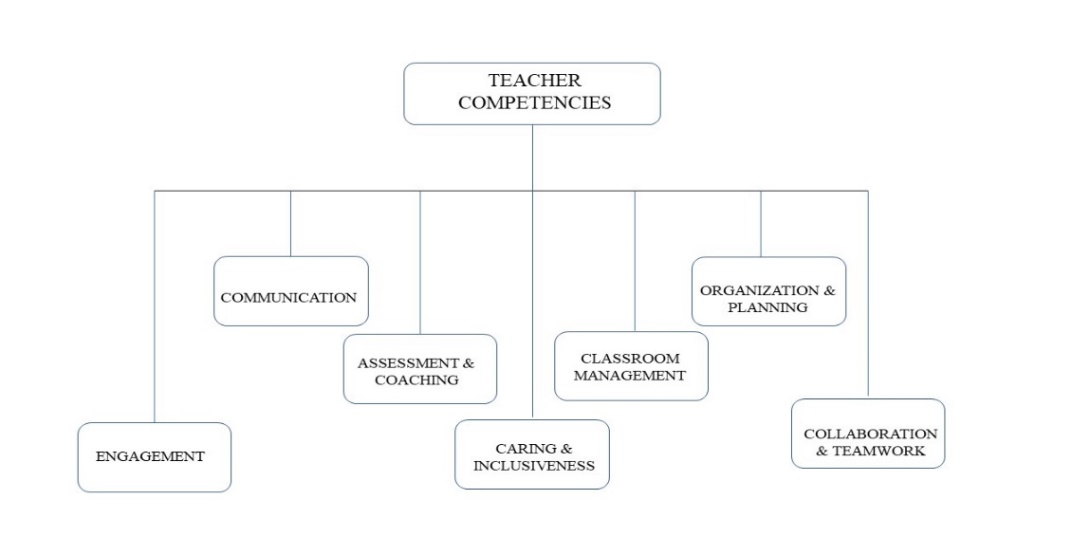 TEACHER
COMPETENCIES
COMMUNICATION
ORGANIZATION &
PLANNING
ASSESSMENT &
COACHING
CLASSROOM
MANAGEMENT
ENGAGEMENT
CARING &
INCLUSIVENESS
COLLABORATION
& TEAMWORK